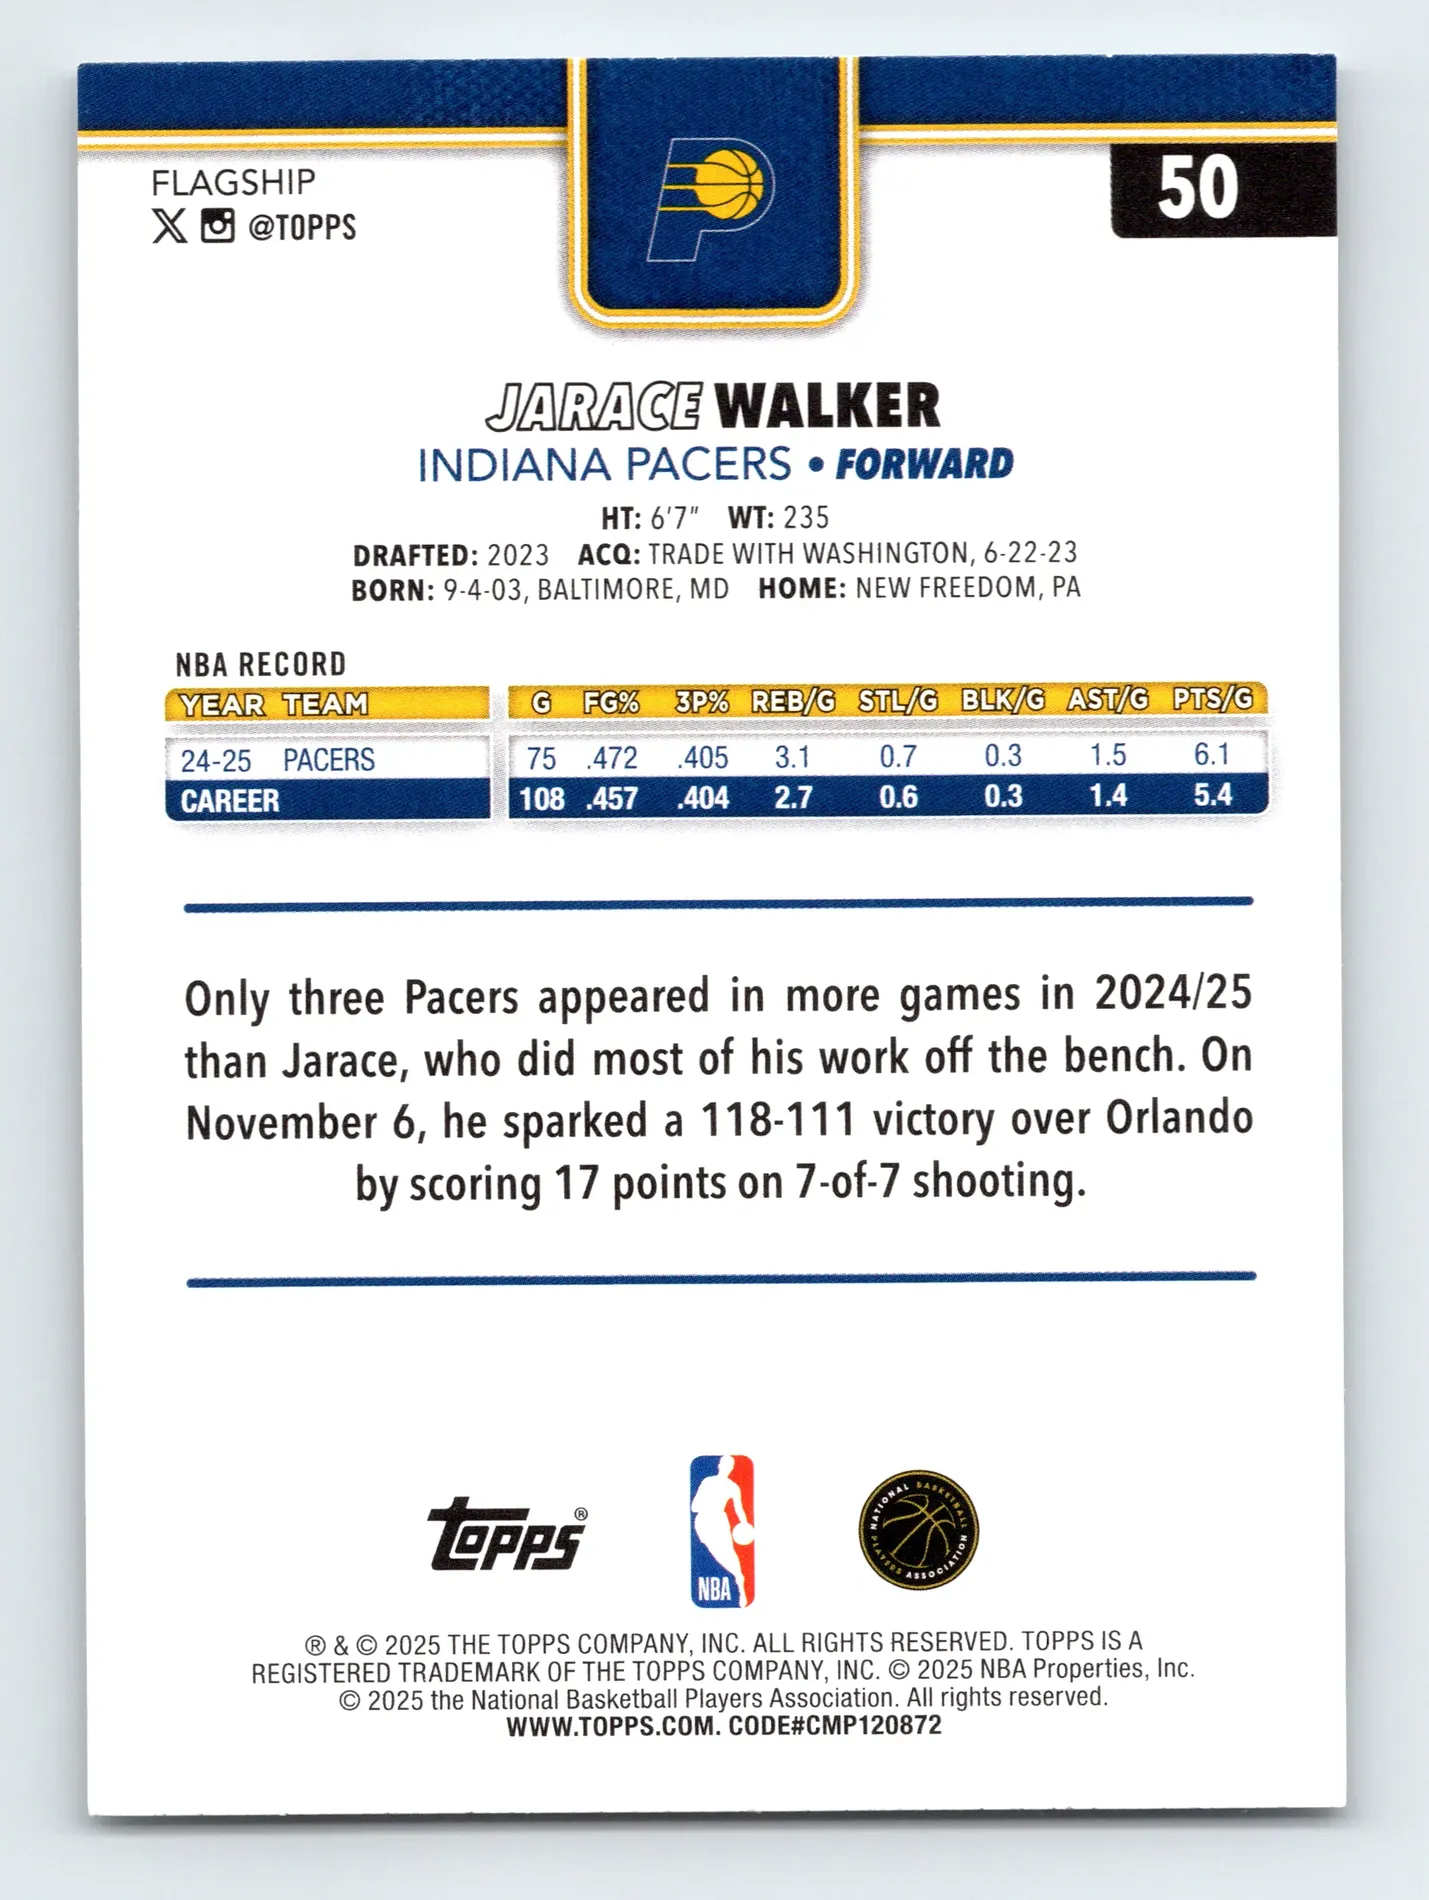 FLAGSHIP
50
@TOPPS
JARACE WALKER
INDIANA PACERS • FORWARD
HT: 6'7" WT: 235
DRAFTED: 2023 ACQ: TRADE WITH WASHINGTON, 6-22-23
BORN: 9-4-03, BALTIMORE, MD HOME: NEW FREEDOM, PA
NBA RECORD
YEAR TEAM G FG% 3P% REB/G STL/G BLK/G AST/G PTS/G
24-25 PACERS 75 .472 .405 3.1 0.7 0.3 1.5 6.1
CAREER 108 .457 .404 2.7 0.6 0.3 1.4 5.4
Only three Pacers appeared in more games in 2024/25
than Jarace, who did most of his work off the bench. On
November 6, he sparked a 118-111 victory over Orlando
by scoring 17 points on 7-of-7 shooting.
topps®
NBA
NATIONAL BASKETBALL PLAYERS ASSOCIATION
® & © 2025 THE TOPPS COMPANY, INC. ALL RIGHTS RESERVED. TOPPS IS A
REGISTERED TRADEMARK OF THE TOPPS COMPANY, INC. © 2025 NBA Properties, Inc.
© 2025 the National Basketball Players Association. All rights reserved.
WWW.TOPPS.COM. CODE#CMP120872